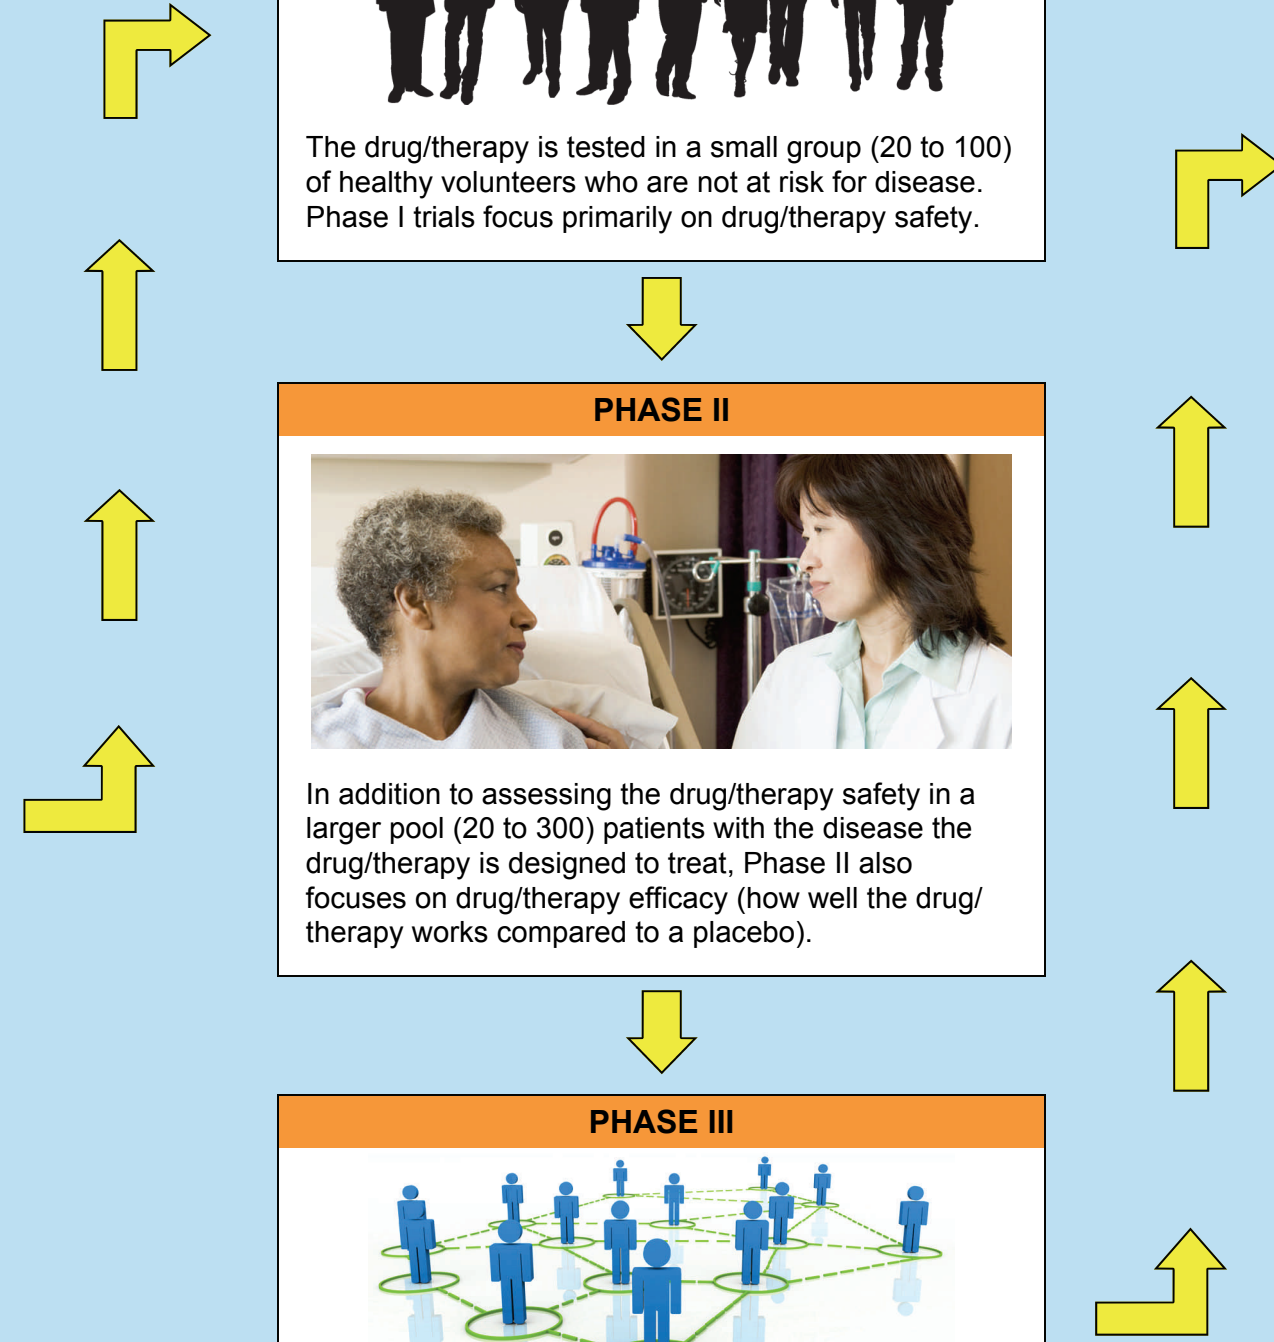 The drug/therapy is tested in a small group (20 to 100)
of healthy volunteers who are not at risk for disease.
Phase I trials focus primarily on drug/therapy safety.
PHASE II
In addition to assessing the drug/therapy safety in a
larger pool (20 to 300) patients with the disease the
drug/therapy is designed to treat, Phase II also
focuses on drug/therapy efficacy (how well the drug/
therapy works compared to a placebo).
PHASE III